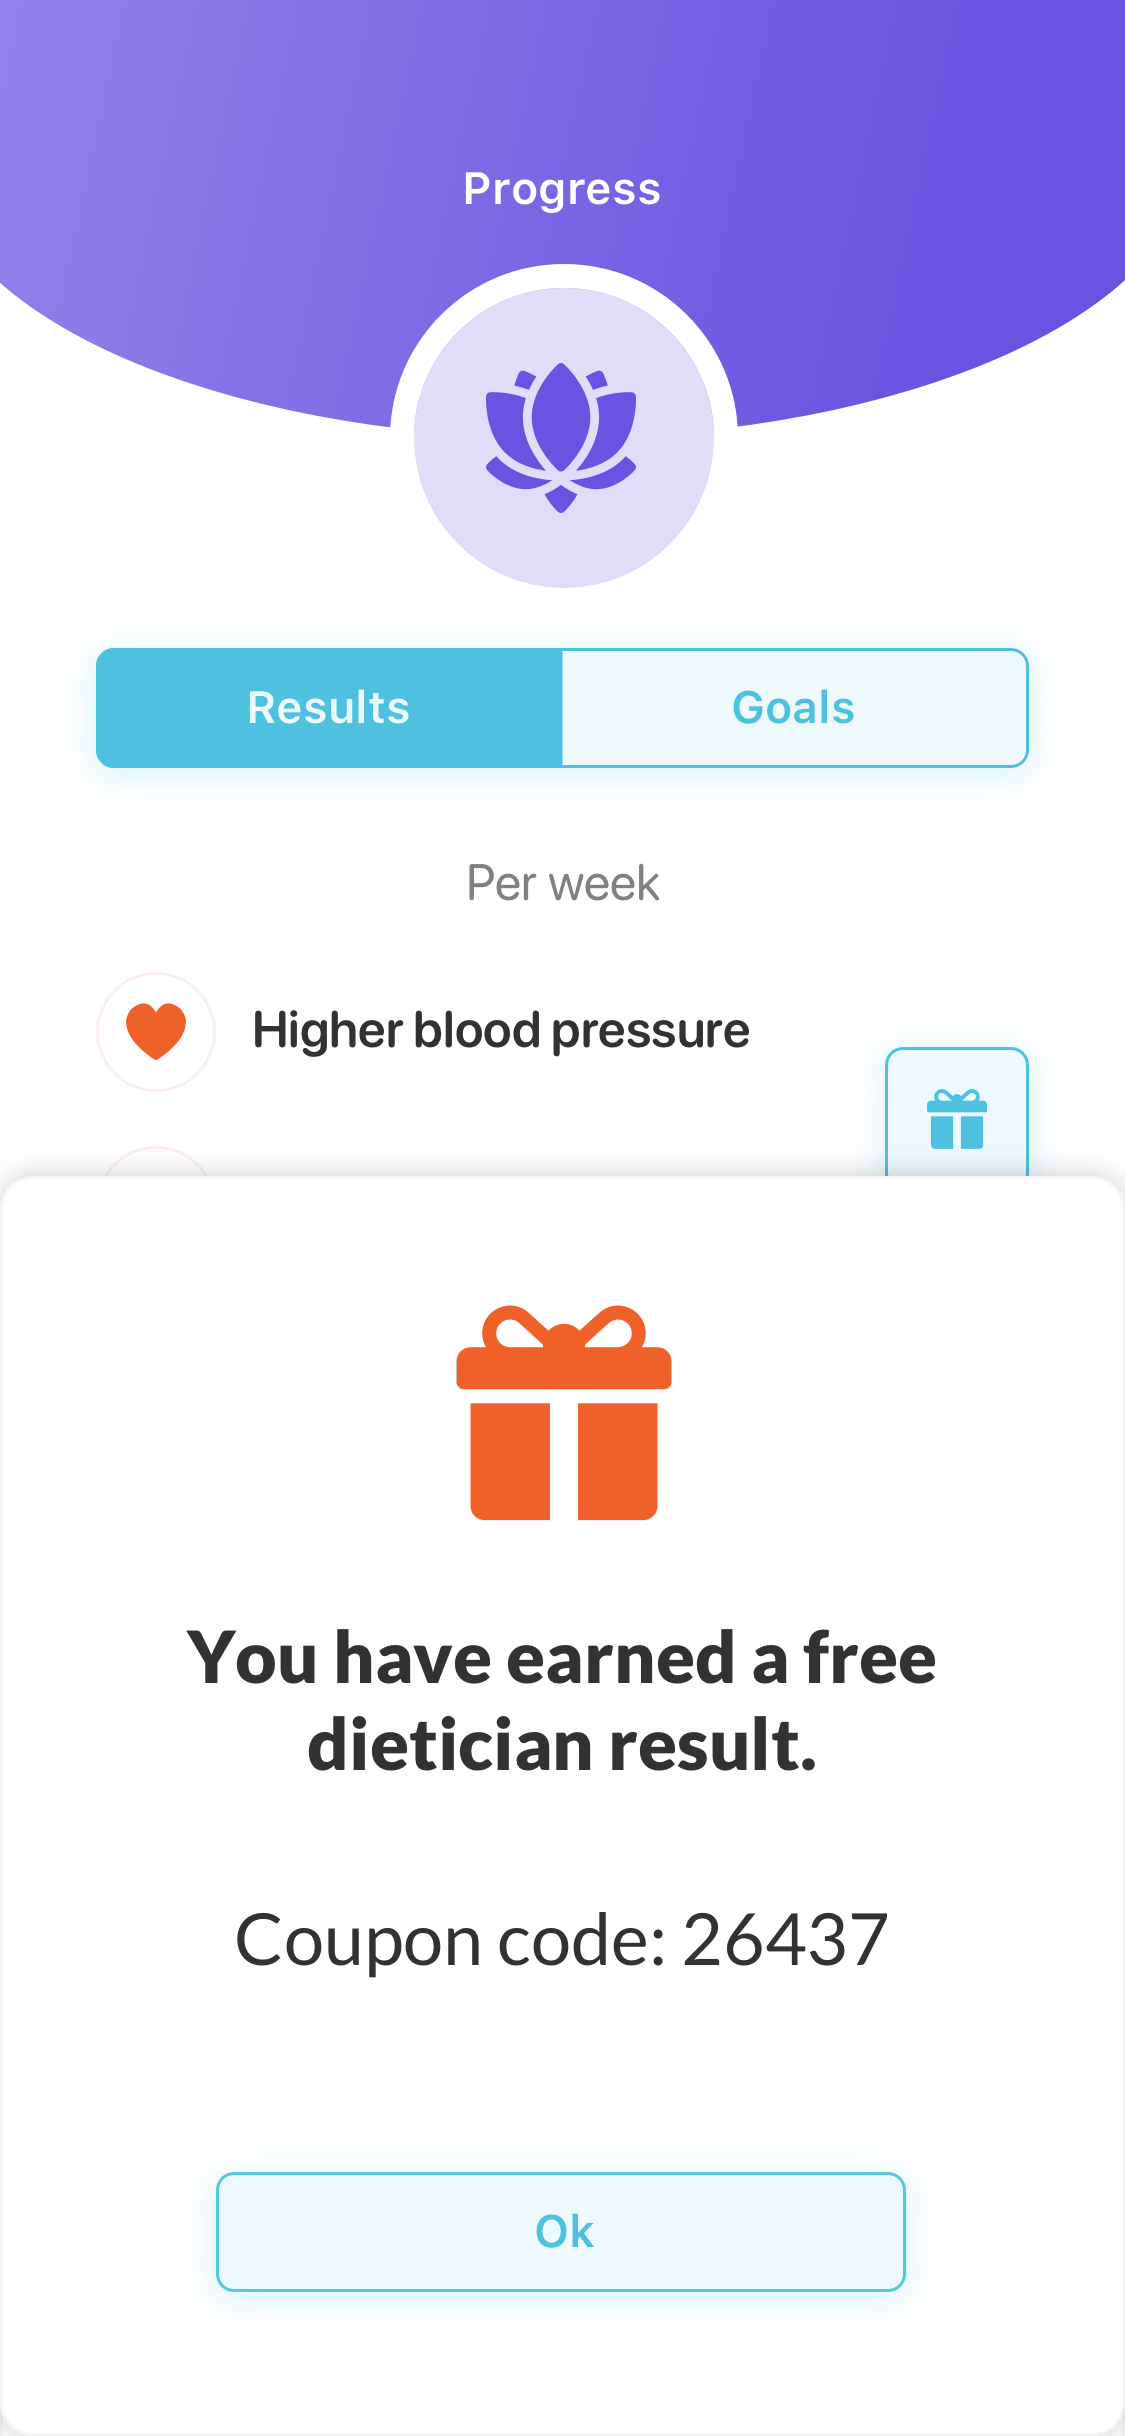 Progress
Results
Goals
Per week
Higher blood pressure
You have earned a free
dietician result.
Coupon code: 26437
Ok